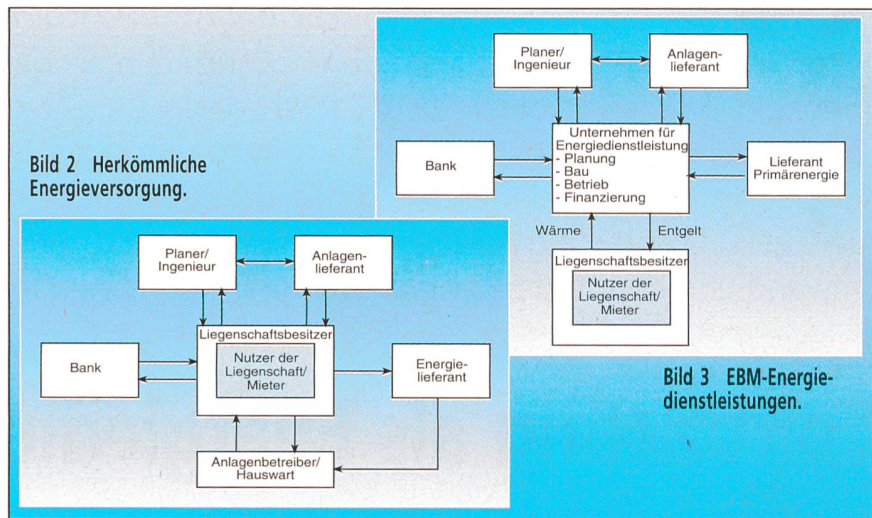 Planer/
Ingenieur
Anlagen-
lieferant
Bank
Unternehmen für
Energiedienstleistung
- Planung
- Bau
- Betrieb
- Finanzierung
Lieferant
Primärenergie
Wärme
Entgelt
Liegenschaftsbesitzer
Nutzer der
Liegenschaft/
Mieter
Bild 3 EBM-Energie-
dienstleistungen.
Bild 2 Herkömmliche
Energieversorgung.
Planer/
Ingenieur
Anlagen-
lieferant
Bank
Liegenschaftsbesitzer
Nutzer der
Liegenschaft/
Mieter
Energie-
lieferant
Anlagenbetreiber/
Hauswart